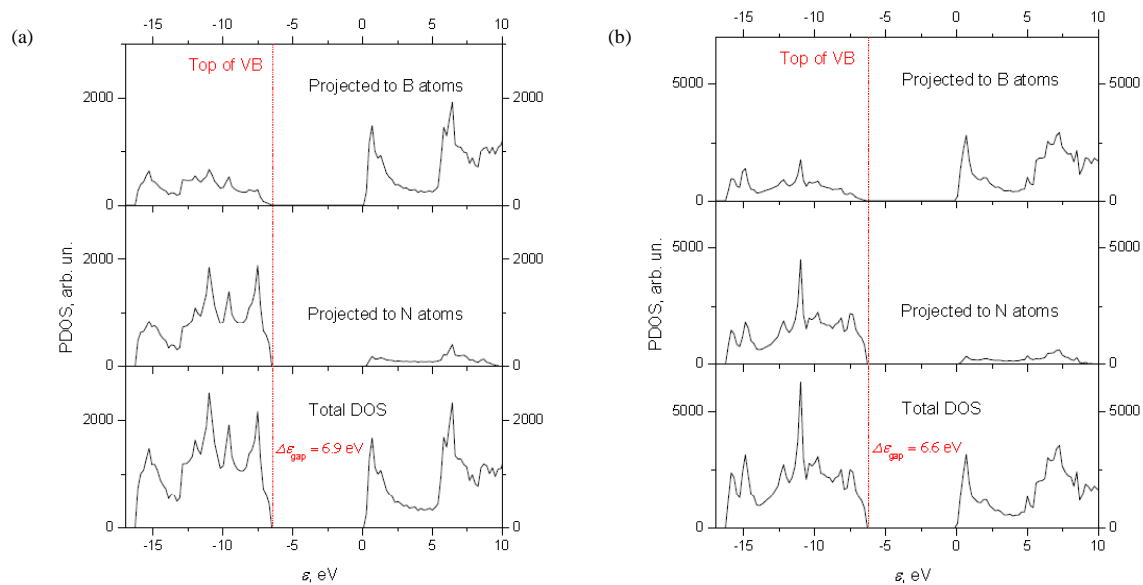 (a)
-15 -10 -5 0 5 10
Top of VB
Projected to B atoms
2000 2000
0 0
2000 2000
Projected to N atoms
PDOS, arb. un.
0 0
Total DOS
2000 2000
Δε_gap = 6.9 eV
0 0
-15 -10 -5 0 5 10
ε, eV
(b)
-15 -10 -5 0 5 10
Top of VB
Projected to B atoms
5000 5000
0 0
5000 5000
Projected to N atoms
PDOS, arb. un.
0 0
Total DOS
5000 5000
Δε_gap = 6.6 eV
0 0
-15 -10 -5 0 5 10
ε, eV